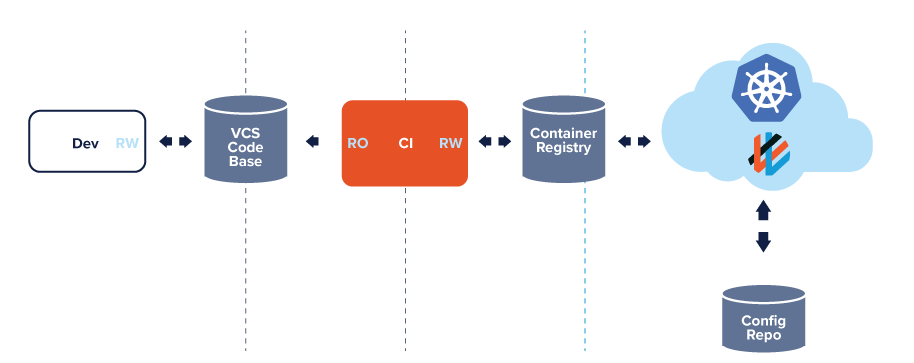 Dev RW
VCS
Code
Base
RO CI RW
Container
Registry
Config
Repo